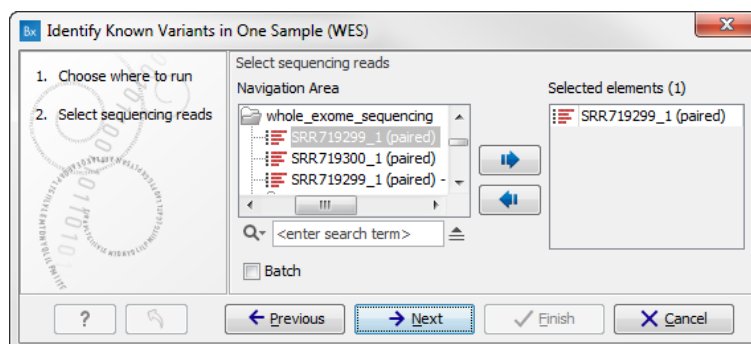 Bx Identify Known Variants in One Sample (WES)
1. Choose where to run
2. Select sequencing reads
Select sequencing reads
Navigation Area
whole_exome_sequencing
SRR719299_1 (paired)
SRR719300_1 (paired)
SRR719299_1 (paired) -
<enter search term>
Batch
Selected elements (1)
SRR719299_1 (paired)
? Previous Next Finish Cancel